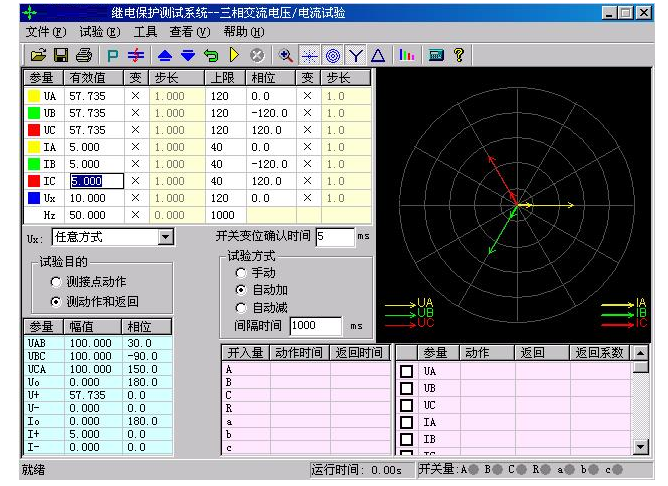 继电保护测试系统--三相交流电压/电流试验
文件(F) 试验(E) 工具 查看(V) 帮助(H)
参量 有效值 变 步长 上限 相位 变 步长
UA 57.735 × 1.000 120 0.0 × 1.0
UB 57.735 × 1.000 120 -120.0 × 1.0
UC 57.735 × 1.000 120 120.0 × 1.0
IA 5.000 × 1.000 40 0.0 × 1.0
IB 5.000 × 1.000 40 -120.0 × 1.0
IC 5.000 × 1.000 40 120.0 × 1.0
Ux 10.000 × 1.000 120 0.0 × 1.0
Hz 50.000 × 0.000 1000
Ux: 任意方式 开关变位确认时间 5 ms
试验目的
测接点动作
测动作和返回
试验方式
手动
自动加
自动减
间隔时间 1000 ms
UA
UB
UC
IA
IB
IC
参量 幅值 相位
UAB 100.000 30.0
UBC 100.000 -90.0
UCA 100.000 150.0
Uo 0.000 180.0
U+ 57.735 0.0
U- 0.000 0.0
Io 0.000 180.0
I+ 5.000 0.0
I- 0.000 0.0
开入量 动作时间 返回时间
A
B
C
R
a
b
c
参量 动作 返回 返回系数
UA
UB
UC
IA
IB
IC
就绪 运行时间: 0.00s 开关量:A B C R a b c